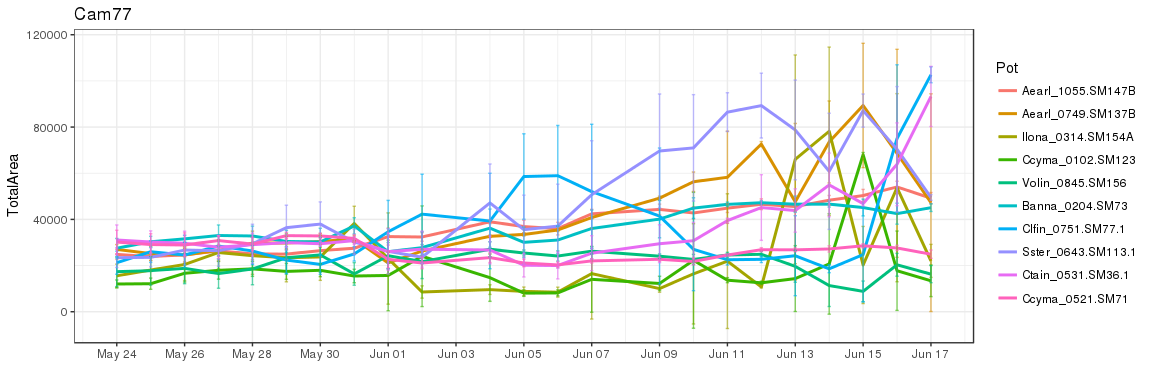 Cam77
TotalArea
120000
80000
40000
0
May 24 May 26 May 28 May 30 Jun 01 Jun 03 Jun 05 Jun 07 Jun 09 Jun 11 Jun 13 Jun 15 Jun 17
Pot
Aearl_1055.SM147B
Aearl_0749.SM137B
Ilona_0314.SM154A
Ccyma_0102.SM123
Volin_0845.SM156
Banna_0204.SM73
Clfin_0751.SM77.1
Sster_0643.SM113.1
Ctain_0531.SM36.1
Ccyma_0521.SM71